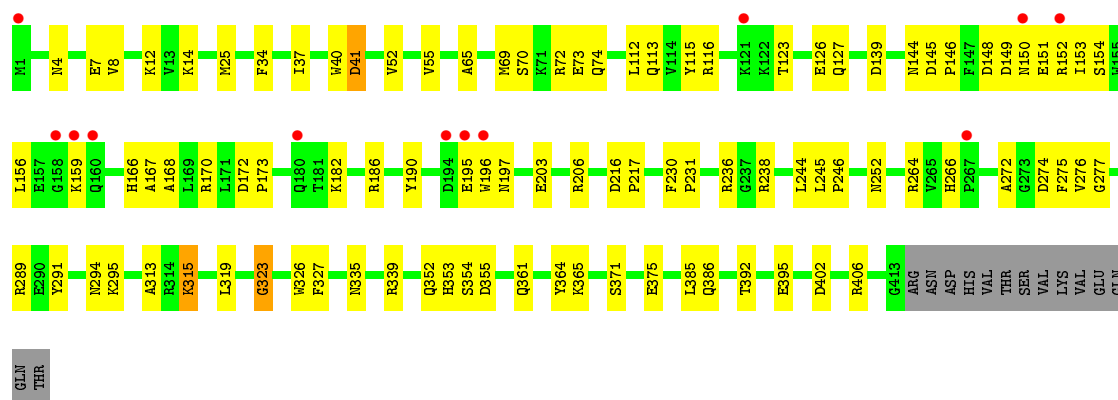 M1 N4 E7 V8 K12 V13 K14 M25 F34 I37 W40 D41 V52 V55 A65 M69 S70 K71 R72 E73 Q74 L112 Q113 V114 Y115 R116 K121 K122 T123 E126 Q127 D139 N144 D145 P146 F147 D148 D149 N150 E151 R152 I153 S154 W155
L156 E157 G158 K159 Q160 H166 A167 A168 L169 R170 L171 D172 P173 Q180 T181 K182 R186 Y190 D194 E195 W196 N197 E203 R206 D216 P217 F230 P231 R236 G237 R238 L244 L245 P246 N252 R264 V265 H266 P267 A272 G273 D274 F275 V276 G277
R289 E290 Y291 N294 K295 A313 R314 K315 L319 G323 W326 F327 N335 R339 Q352 H353 S354 D355 Q361 Y364 K365 S371 E375 L385 Q386 T392 E395 D402 R406 G413 ARG ASN ASP HIS VAL THR SER VAL LYS VAL GLU GLN
GLN THR